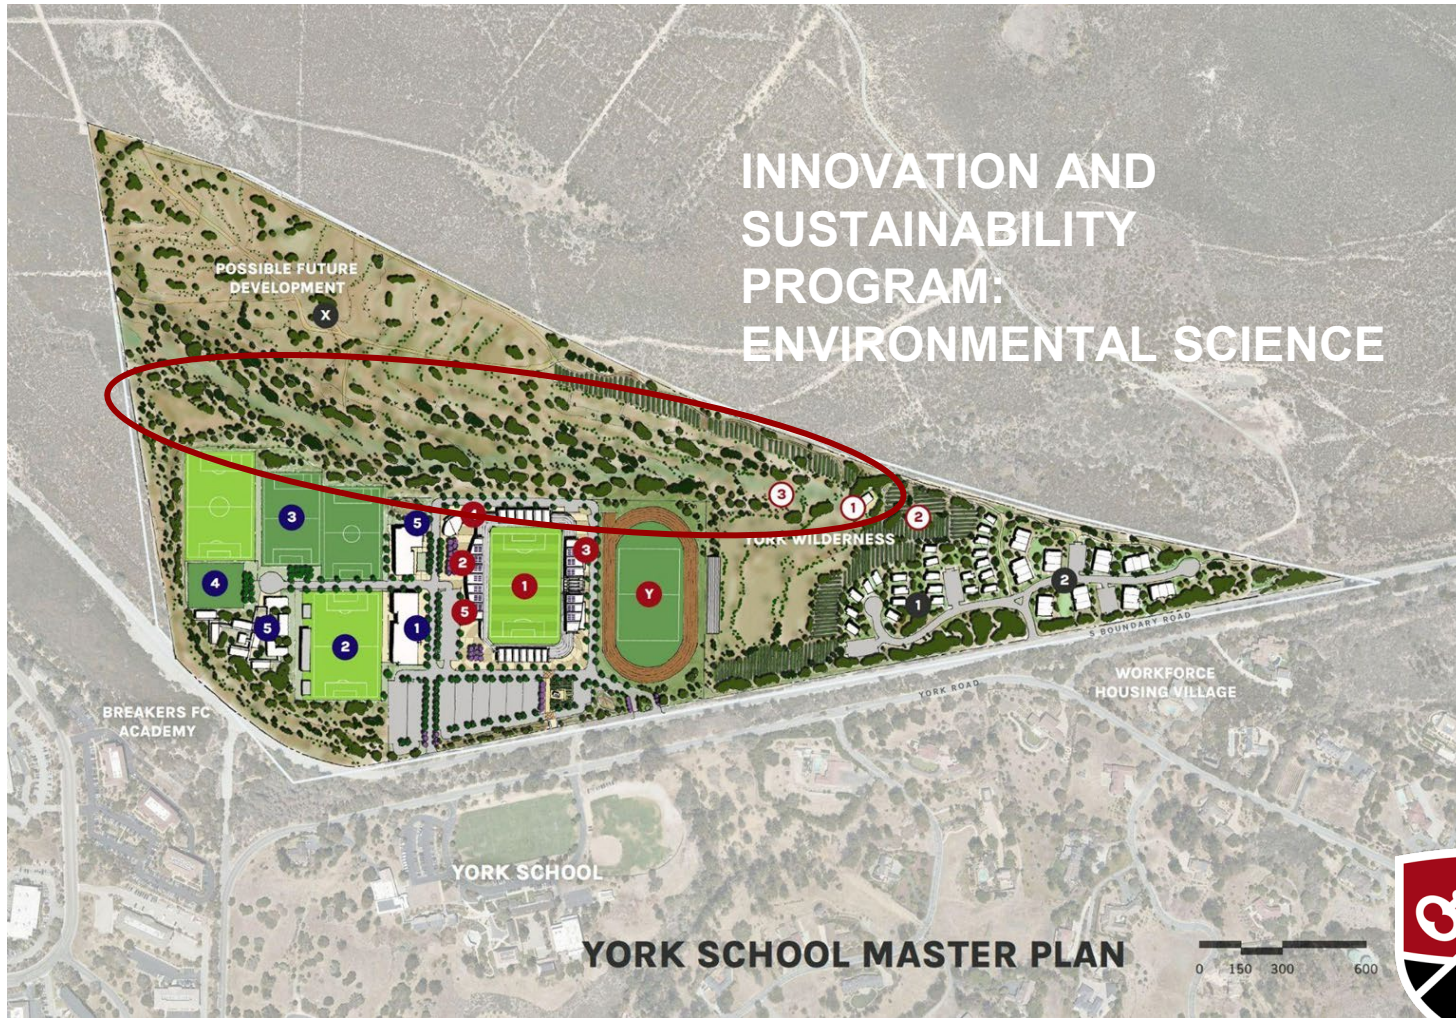 INNOVATION AND
SUSTAINABILITY
PROGRAM:
ENVIRONMENTAL SCIENCE
POSSIBLE FUTURE
DEVELOPMENT
X
3
1
2
YORK WILDERNESS
3
5
4
5
2
1
4
2
5
1
3
Y
1
2
S BOUNDARY ROAD
YORK ROAD
WORKFORCE
HOUSING VILLAGE
BREAKERS FC
ACADEMY
YORK SCHOOL
YORK SCHOOL MASTER PLAN
0 150 300 600